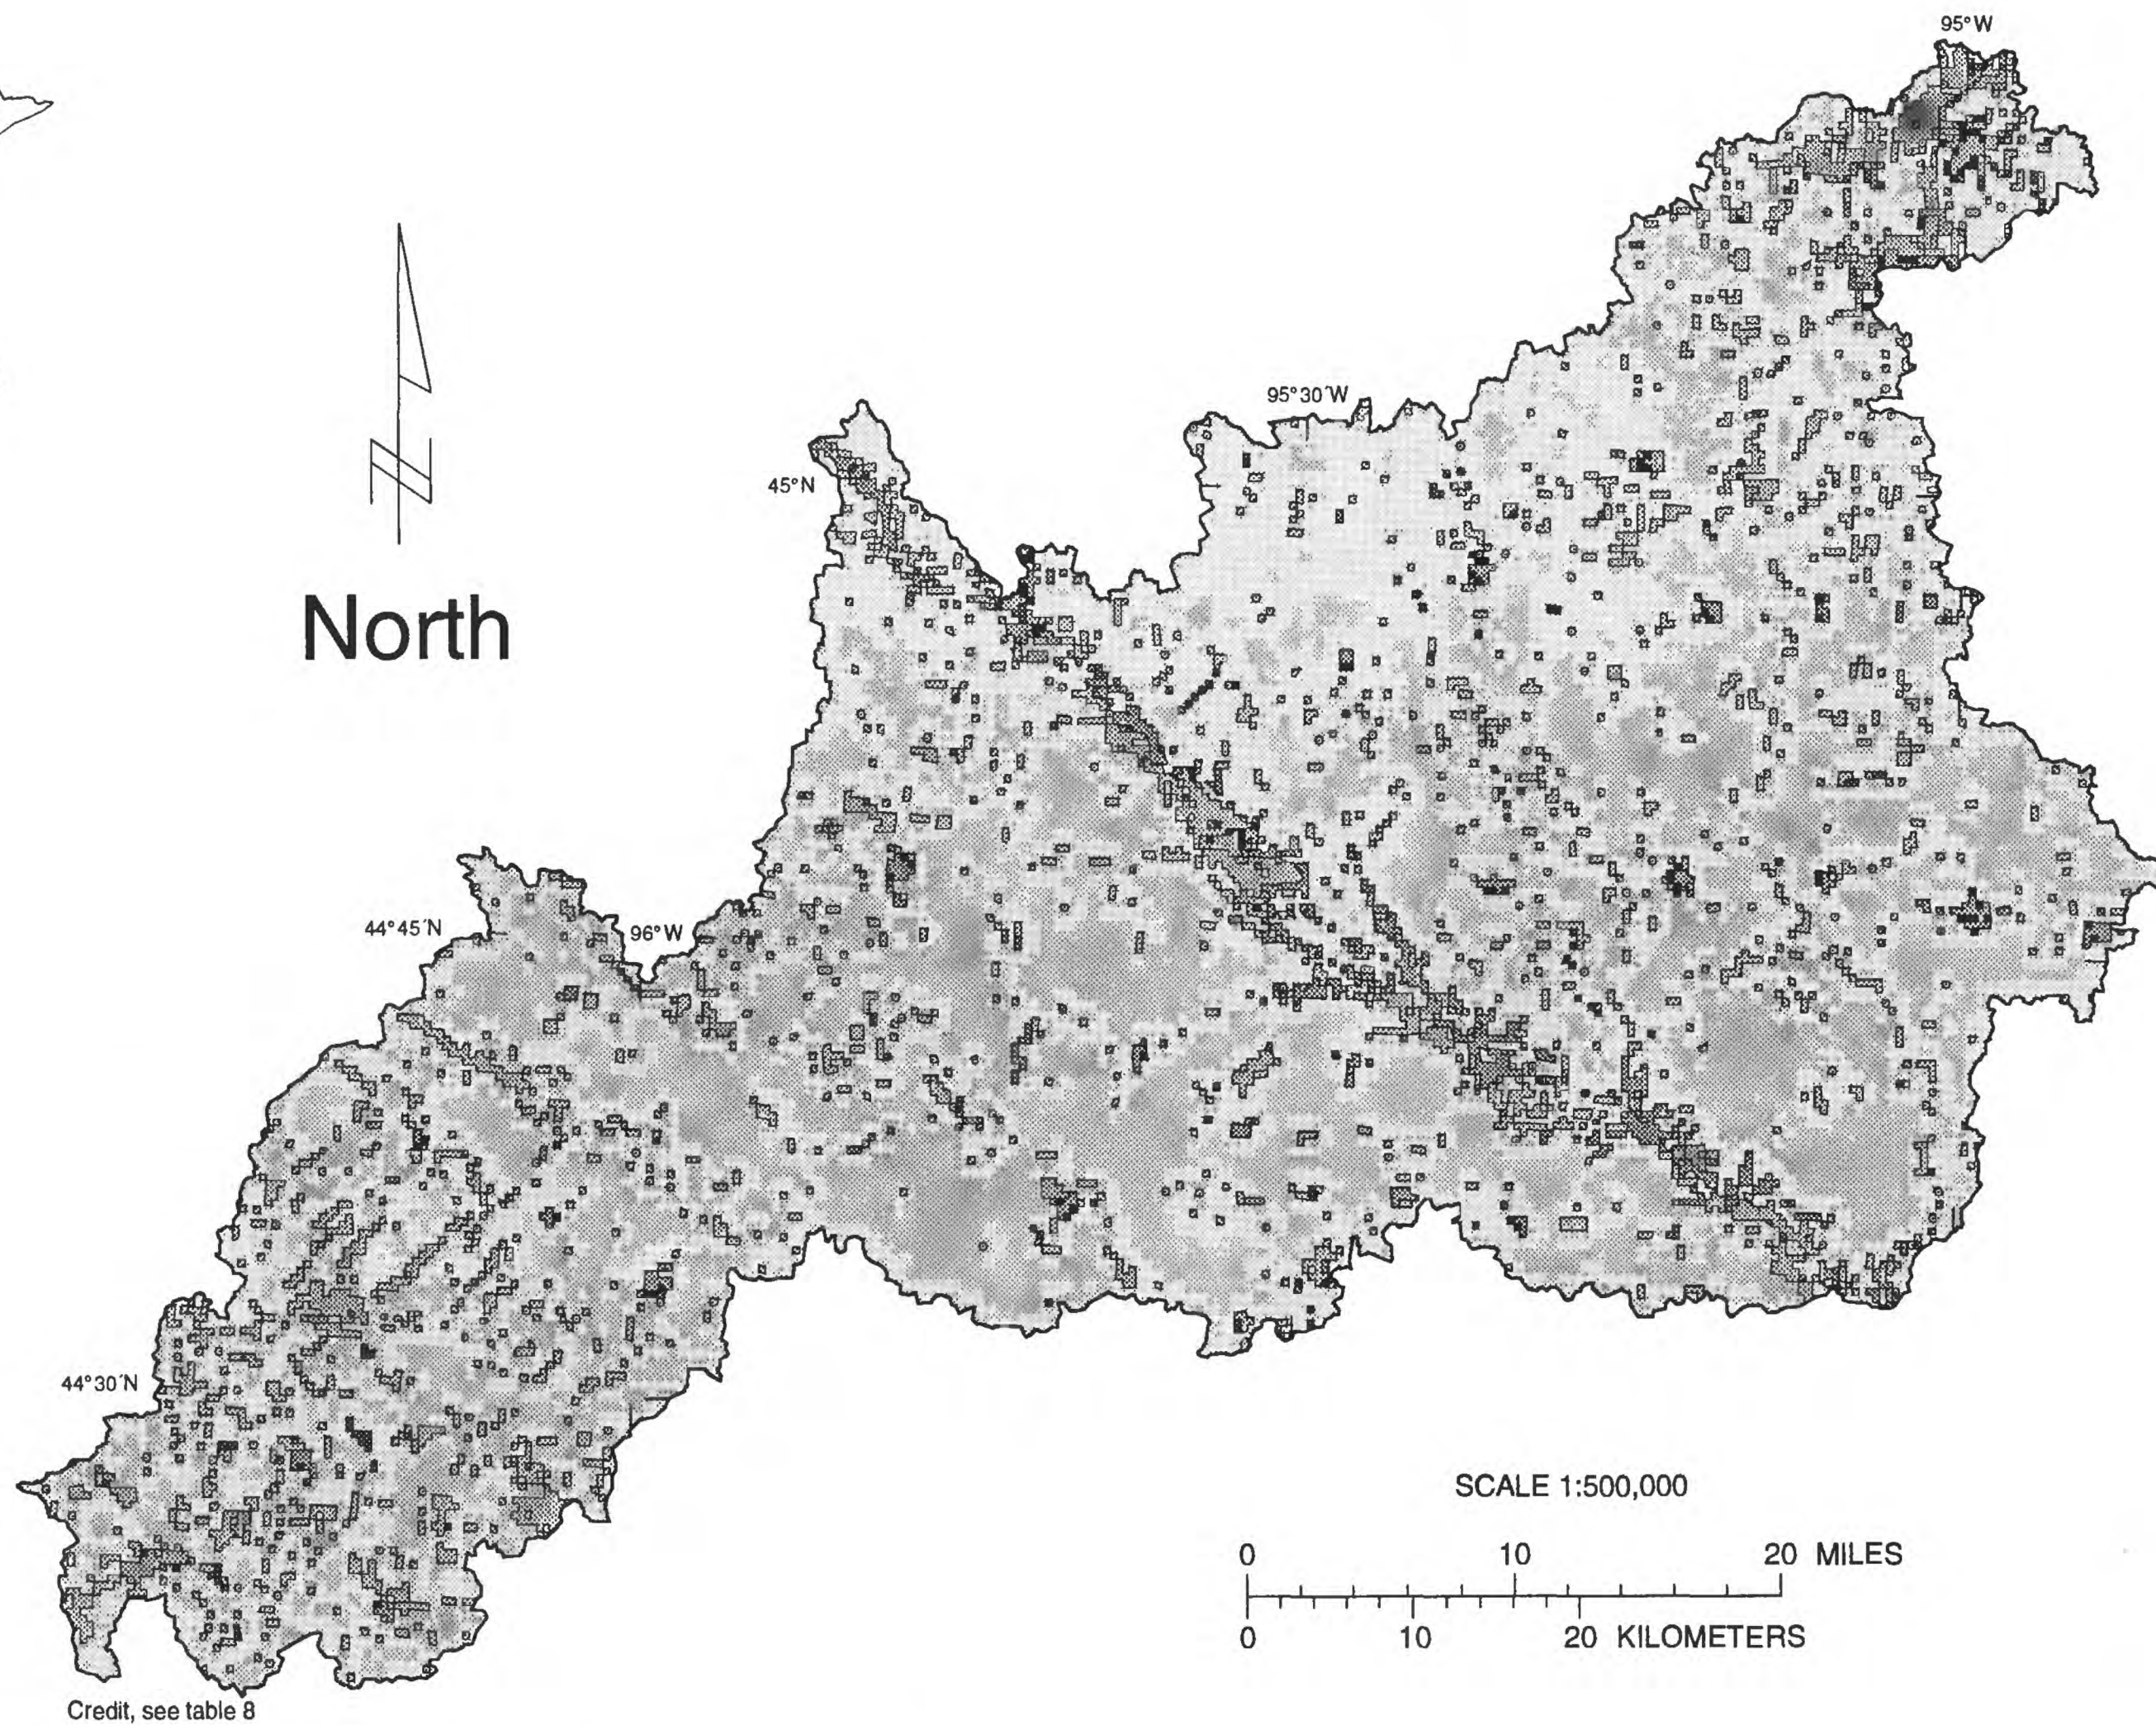 95°W
95°30´W
45°N
North
44°45´N
96°W
44°30´N
SCALE 1:500,000
0 10 20 MILES
0 10 20 KILOMETERS
Credit, see table 8